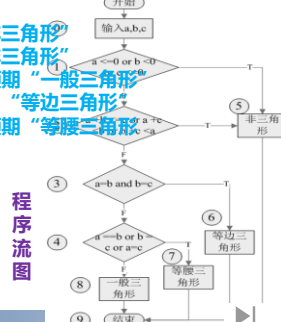 开始
输入a,b,c
三角形”
三角形”
期“一般三角形”
“等边三角形”
期“等腰三角形
a <=0 or b <0
①
T
②
T
⑤
非三角
形
F
程
序
流
图
③
a=b and b=c
T
F
⑥
等边三
角形
④
a==b or b=
c or a=c
T
⑦
等腰三
角形
F
⑧
一般三
角形
⑨
结束